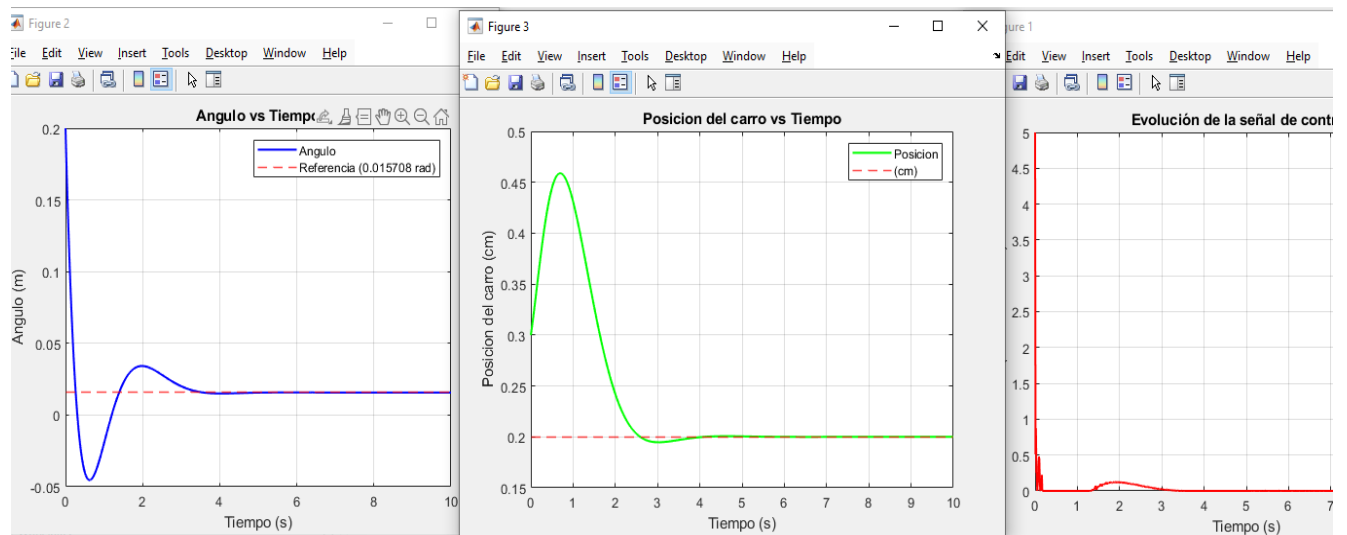 Figure 2
File Edit View Insert Tools Desktop Window Help
Angulo vs Tiempo
Angulo
Referencia (0.015708 rad)
Angulo (m)
0.2
0.15
0.1
0.05
0
-0.05
0 2 4 6 8 10
Tiempo (s)
Figure 3
File Edit View Insert Tools Desktop Window Help
Posicion del carro vs Tiempo
Posicion
(cm)
Posicion del carro (cm)
0.5
0.45
0.4
0.35
0.3
0.25
0.2
0.15
0 1 2 3 4 5 6 7 8 9 10
Tiempo (s)
gure 1
Edit View Insert Tools Desktop Window Help
Evolución de la señal de contr
5
4.5
4
3.5
3
2.5
2
1.5
1
0.5
0
0 1 2 3 4 5 6 7
Tiempo (s)